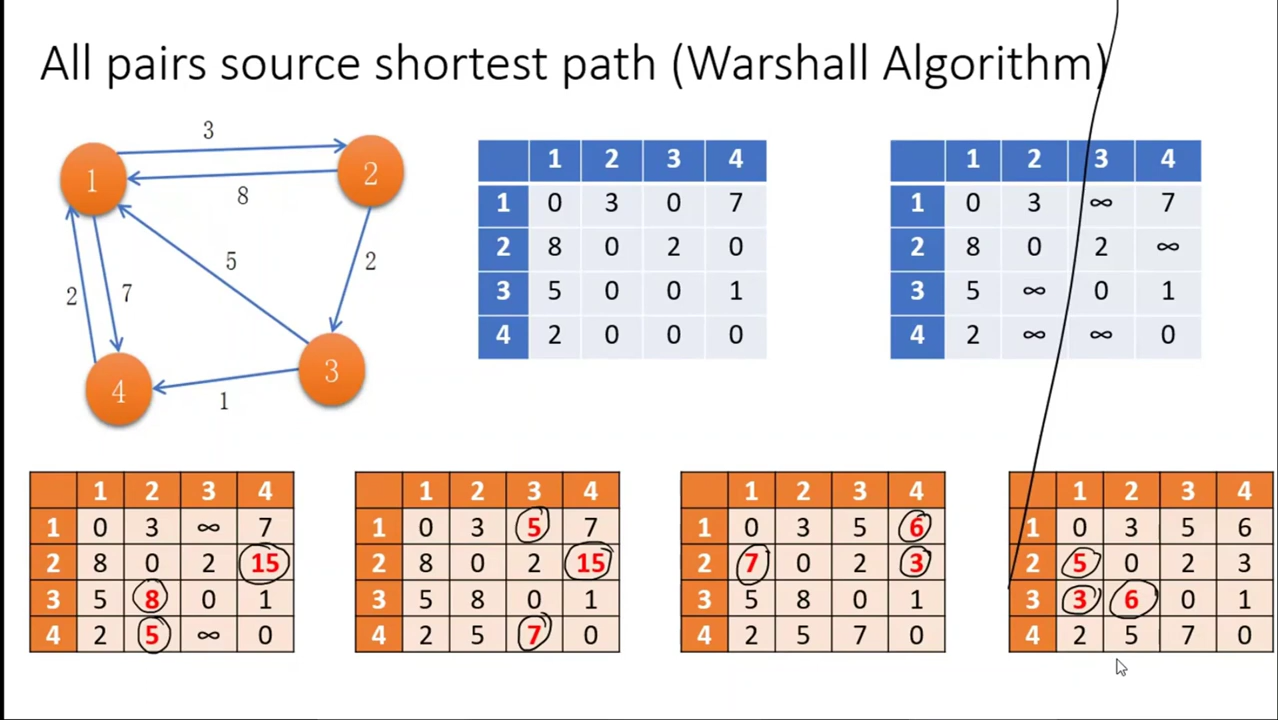 All pairs source shortest path (Warshall Algorithm)
3
1
2
8
5
2
2
7
4
1
3
1 2 3 4
1 0 3 0 7
2 8 0 2 0
3 5 0 0 1
4 2 0 0 0
1 2 3 4
1 0 3 ∞ 7
2 8 0 2 ∞
3 5 ∞ 0 1
4 2 ∞ ∞ 0
1 2 3 4
1 0 3 ∞ 7
2 8 0 2 15
3 5 8 0 1
4 2 5 ∞ 0
1 2 3 4
1 0 3 5 7
2 8 0 2 15
3 5 8 0 1
4 2 5 7 0
1 2 3 4
1 0 3 5 6
2 7 0 2 3
3 5 8 0 1
4 2 5 7 0
1 2 3 4
1 0 3 5 6
2 5 0 2 3
3 3 6 0 1
4 2 5 7 0